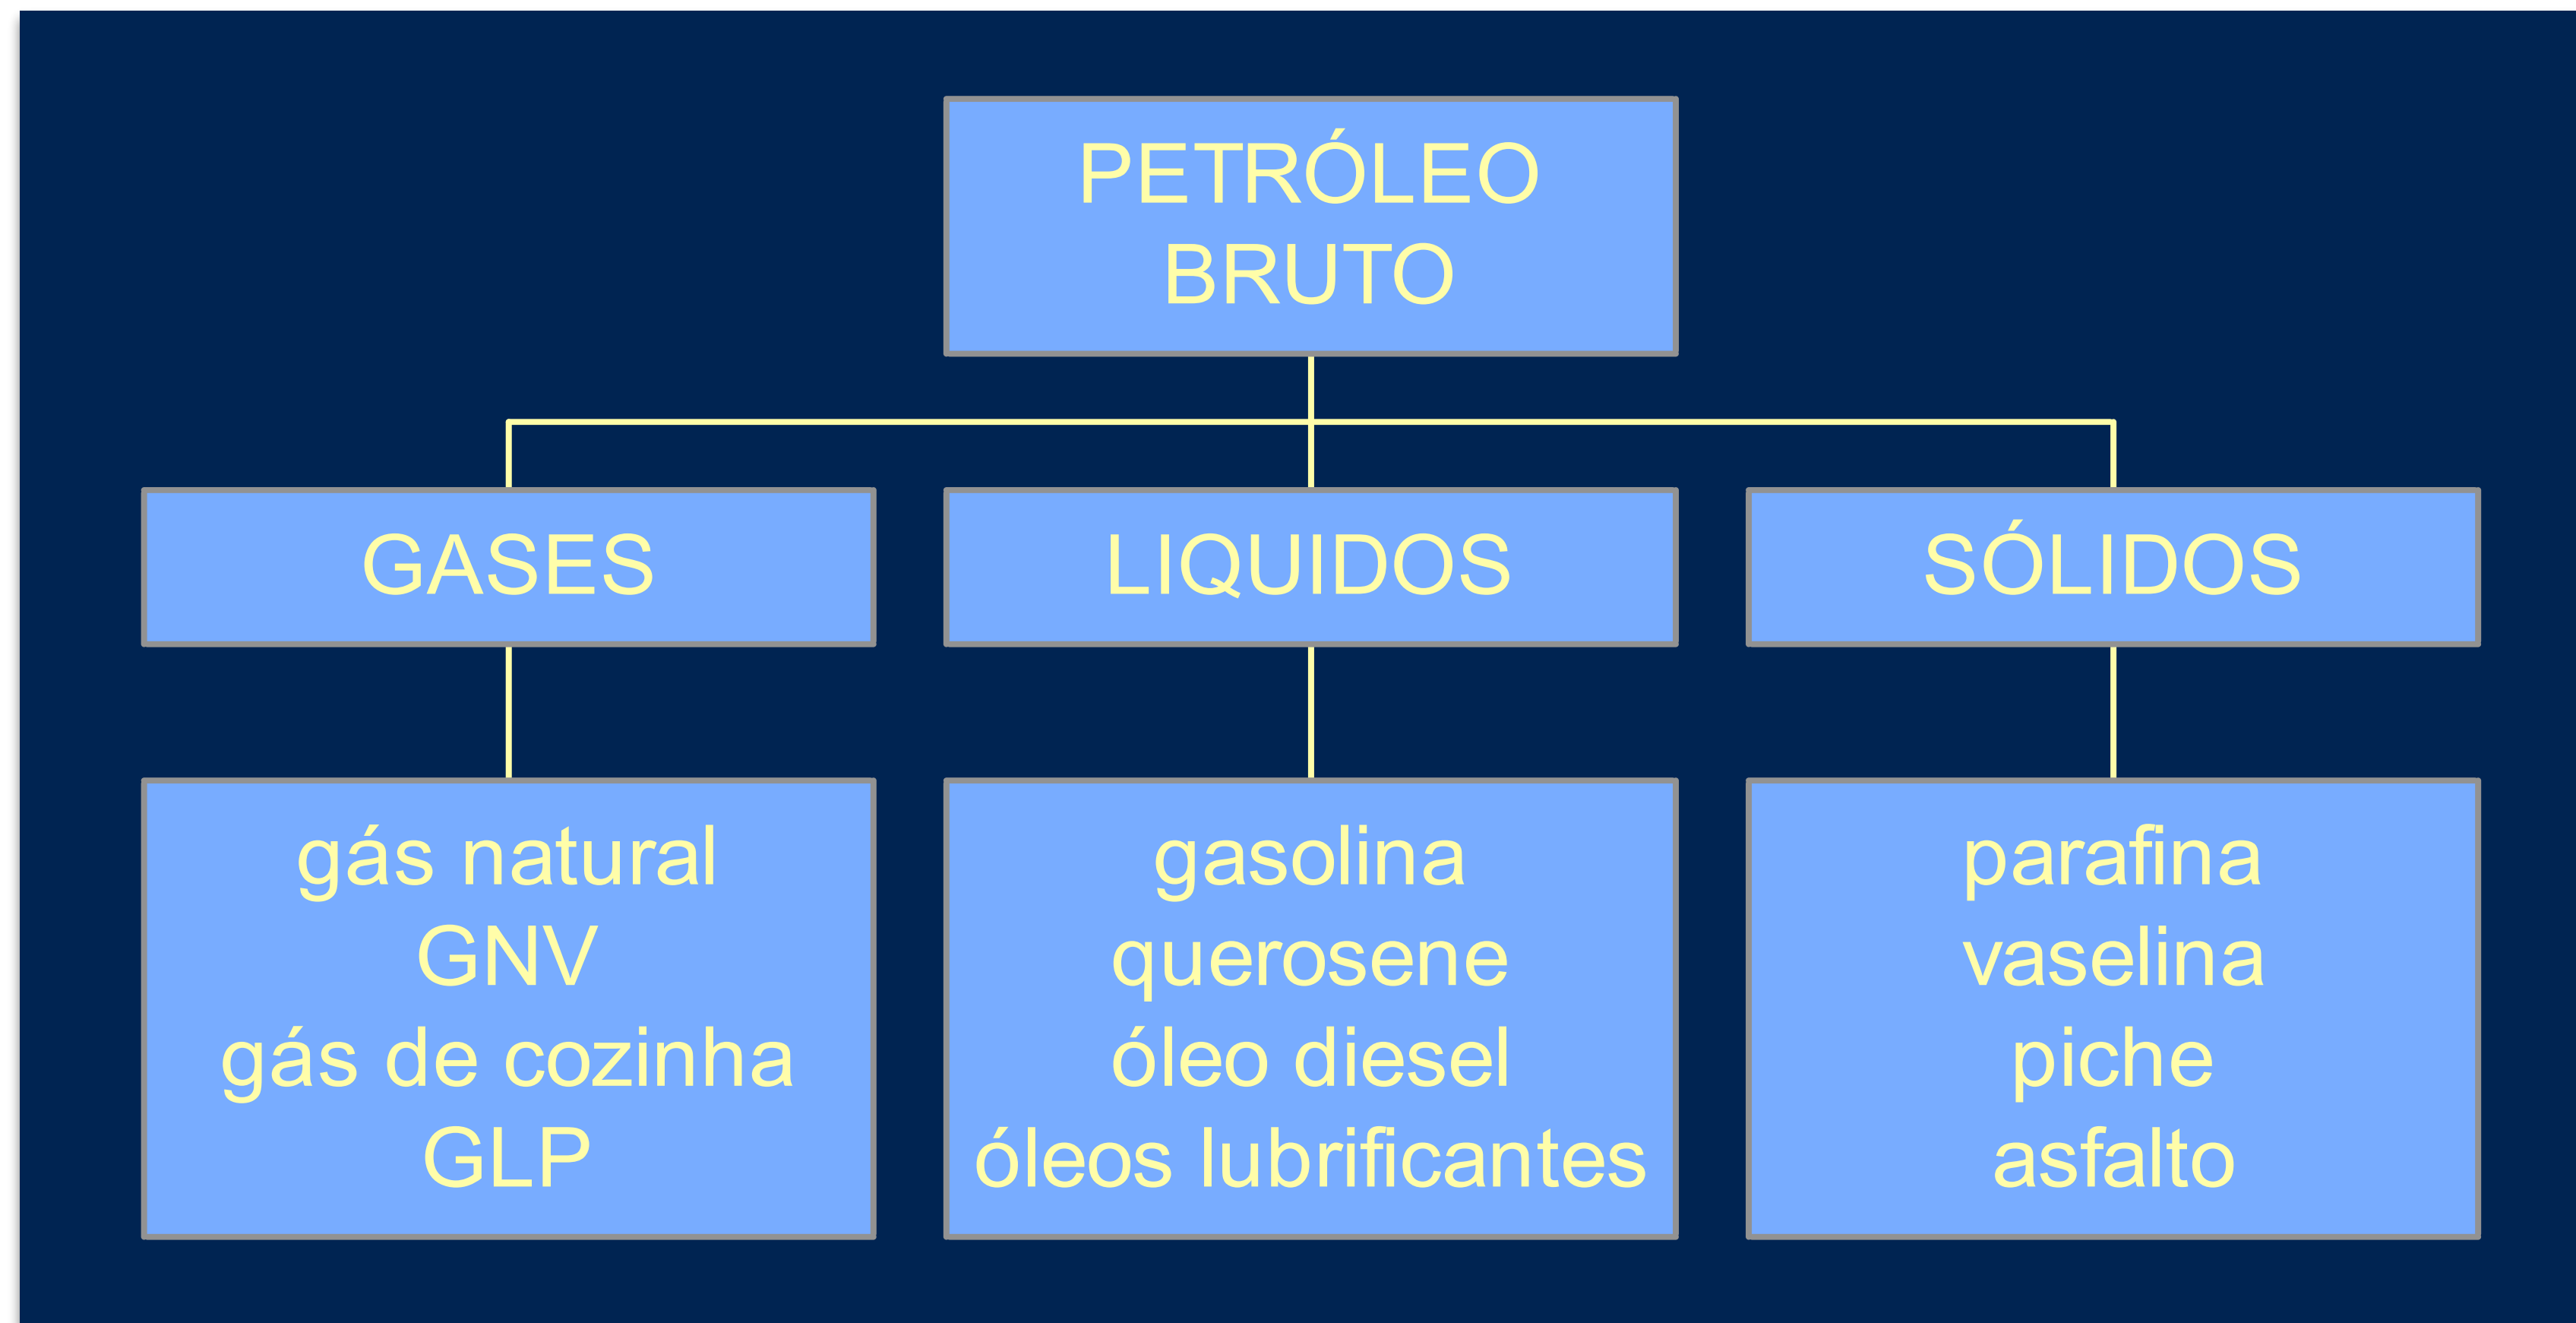 PETRÓLEO
BRUTO
GASES
LIQUIDOS
SÓLIDOS
gás natural
GNV
gás de cozinha
GLP
gasolina
querosene
óleo diesel
óleos lubrificantes
parafina
vaselina
piche
asfalto